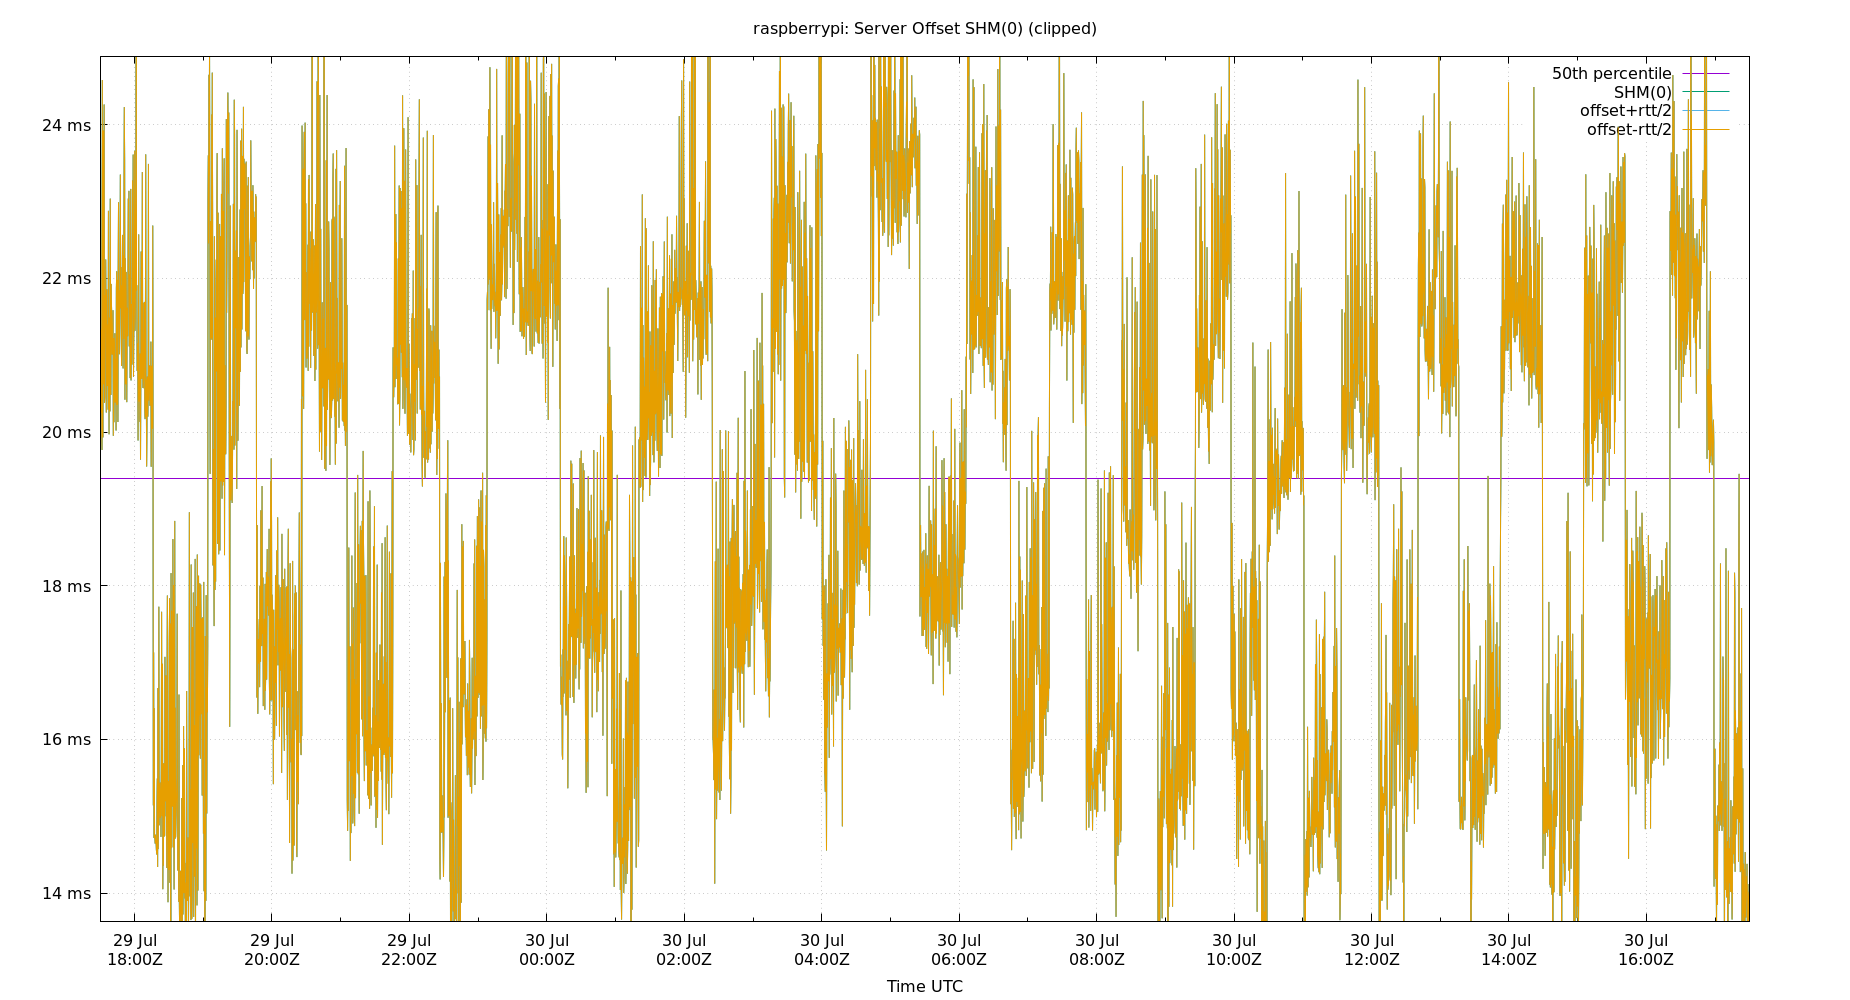 raspberrypi: Server Offset SHM(0) (clipped)
50th percentile
SHM(0)
offset+rtt/2
offset-rtt/2
24 ms
22 ms
20 ms
18 ms
16 ms
14 ms
29 Jul 29 Jul 29 Jul 30 Jul 30 Jul 30 Jul 30 Jul 30 Jul 30 Jul 30 Jul 30 Jul 30 Jul
18:00Z 20:00Z 22:00Z 00:00Z 02:00Z 04:00Z 06:00Z 08:00Z 10:00Z 12:00Z 14:00Z 16:00Z
Time UTC